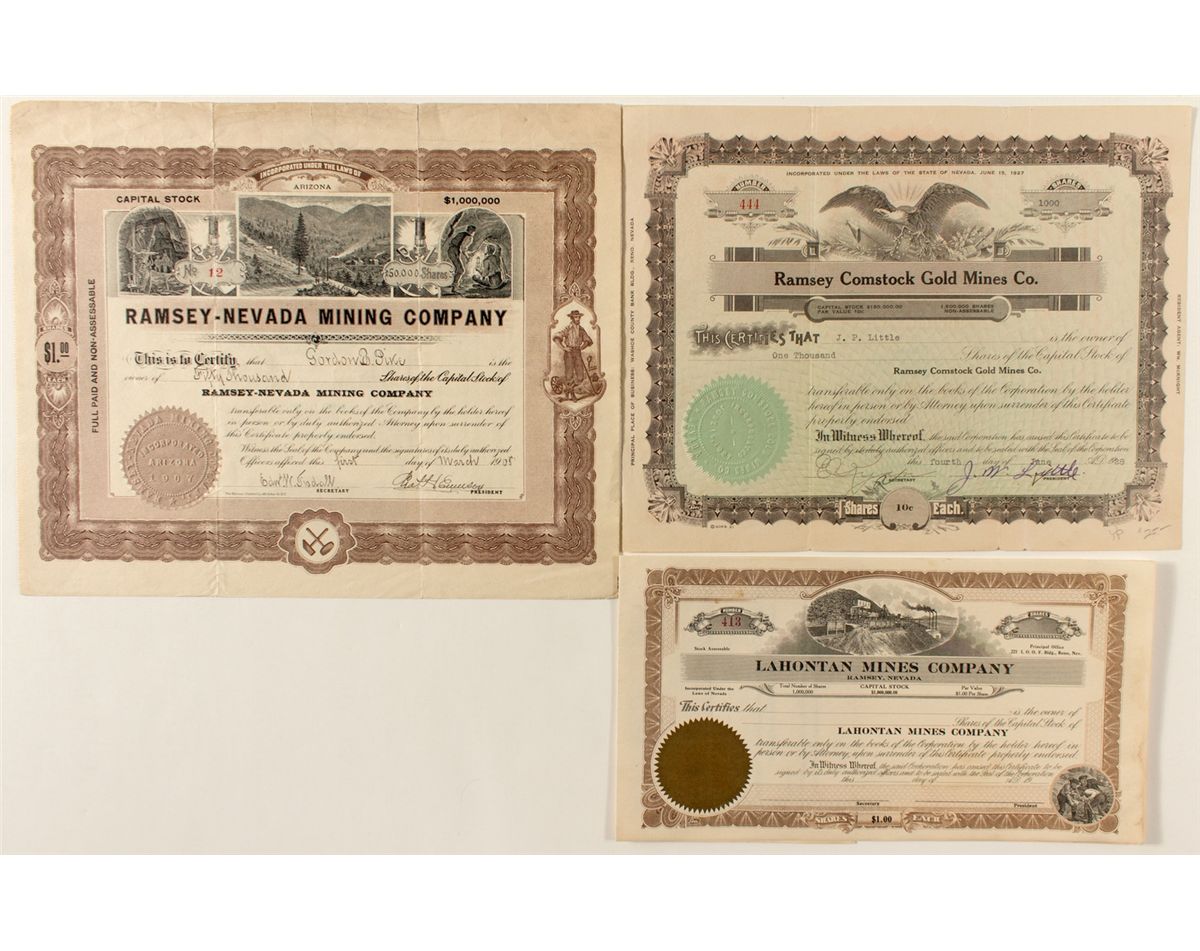 INCORPORATED UNDER THE LAWS OF
ARIZONA
CAPITAL STOCK
$1,000,000
No 12
50,000 Shares
RAMSEY-NEVADA MINING COMPANY
SHARES
$1.00
FULL PAID AND NON-ASSESSABLE
This is to Certify that Gordon is the
owner of Fifty thousand Shares of the Capital Stock of
RAMSEY-NEVADA MINING COMPANY
transferable only on the Books of the Company by the holder hereof
in person or by duly authorized Attorney upon surrender of
this Certificate properly endorsed.
Witness the Seal of the Company and the signatures of its duly authorized
Officers affixed this first day of March 1908
SECRETARY
PRESIDENT
INCORPORATED
ARIZONA
1907
INCORPORATED UNDER THE LAWS OF THE STATE OF NEVADA, JUNE 15, 1927
NUMBER
444
SHARES
1000
Ramsey Comstock Gold Mines Co.
CAPITAL STOCK $150,000.00
PAR VALUE 10c
1,500,000 SHARES
NON-ASSESSABLE
PRINCIPAL PLACE OF BUSINESS: WASHOE COUNTY BANK BLDG. RENO, NEVADA
RESIDENT AGENT: WM. McKNIGHT
THIS CERTIFIES THAT J. P. Little is the owner of
One Thousand Shares of the Capital Stock of
Ramsey Comstock Gold Mines Co.
transferable only on the books of the Corporation by the holder
hereof in person or by Attorney upon surrender of this Certificate
properly endorsed.
In Witness Whereof, the said Corporation has caused this Certificate to be
signed by its duly authorized officers and to be sealed with the Seal of the Corporation
this fourth day of June A.D. 1928
SECRETARY
J. M. Little
PRESIDENT
Shares 10c Each.
NUMBER
413
SHARES
Stock Assessable
Principal Office
221 I. O. O. F. Bldg., Reno, Nev.
LAHONTAN MINES COMPANY
RAMSEY, NEVADA
Incorporated Under the
Laws of Nevada
Total Number of Shares
1,000,000
CAPITAL STOCK
$1,000,000.00
Par Value
$1.00 Per Share
This Certifies that is the owner of
Shares of the Capital Stock of
LAHONTAN MINES COMPANY
transferable only on the books of the Corporation by the holder hereof in
person or by Attorney, upon surrender of this Certificate properly endorsed.
In Witness Whereof, the said Corporation has caused this Certificate to be
signed by its duly authorized officers and to be sealed with the Seal of the Corporation
this day of A.D. 19
Secretary
President
SHARES $1.00 EACH